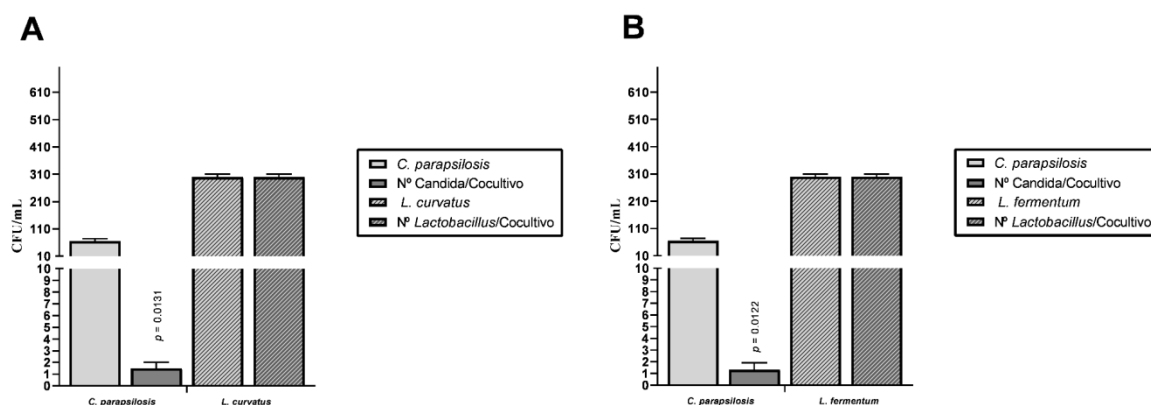 A
CFU/mL
610
510
410
310
210
110
10
10
9
8
7
6
5
4
3
2
1
0
p = 0.0131
C. parapsilosis
L. curvatus
C. parapsilosis
Nº Candida/Cocultivo
L. curvatus
Nº Lactobacillus/Cocultivo
B
CFU/mL
610
510
410
310
210
110
10
10
9
8
7
6
5
4
3
2
1
0
p = 0.0122
C. parapsilosis
L. fermentum
C. parapsilosis
Nº Candida/Cocultivo
L. fermentum
Nº Lactobacillus/Cocultivo